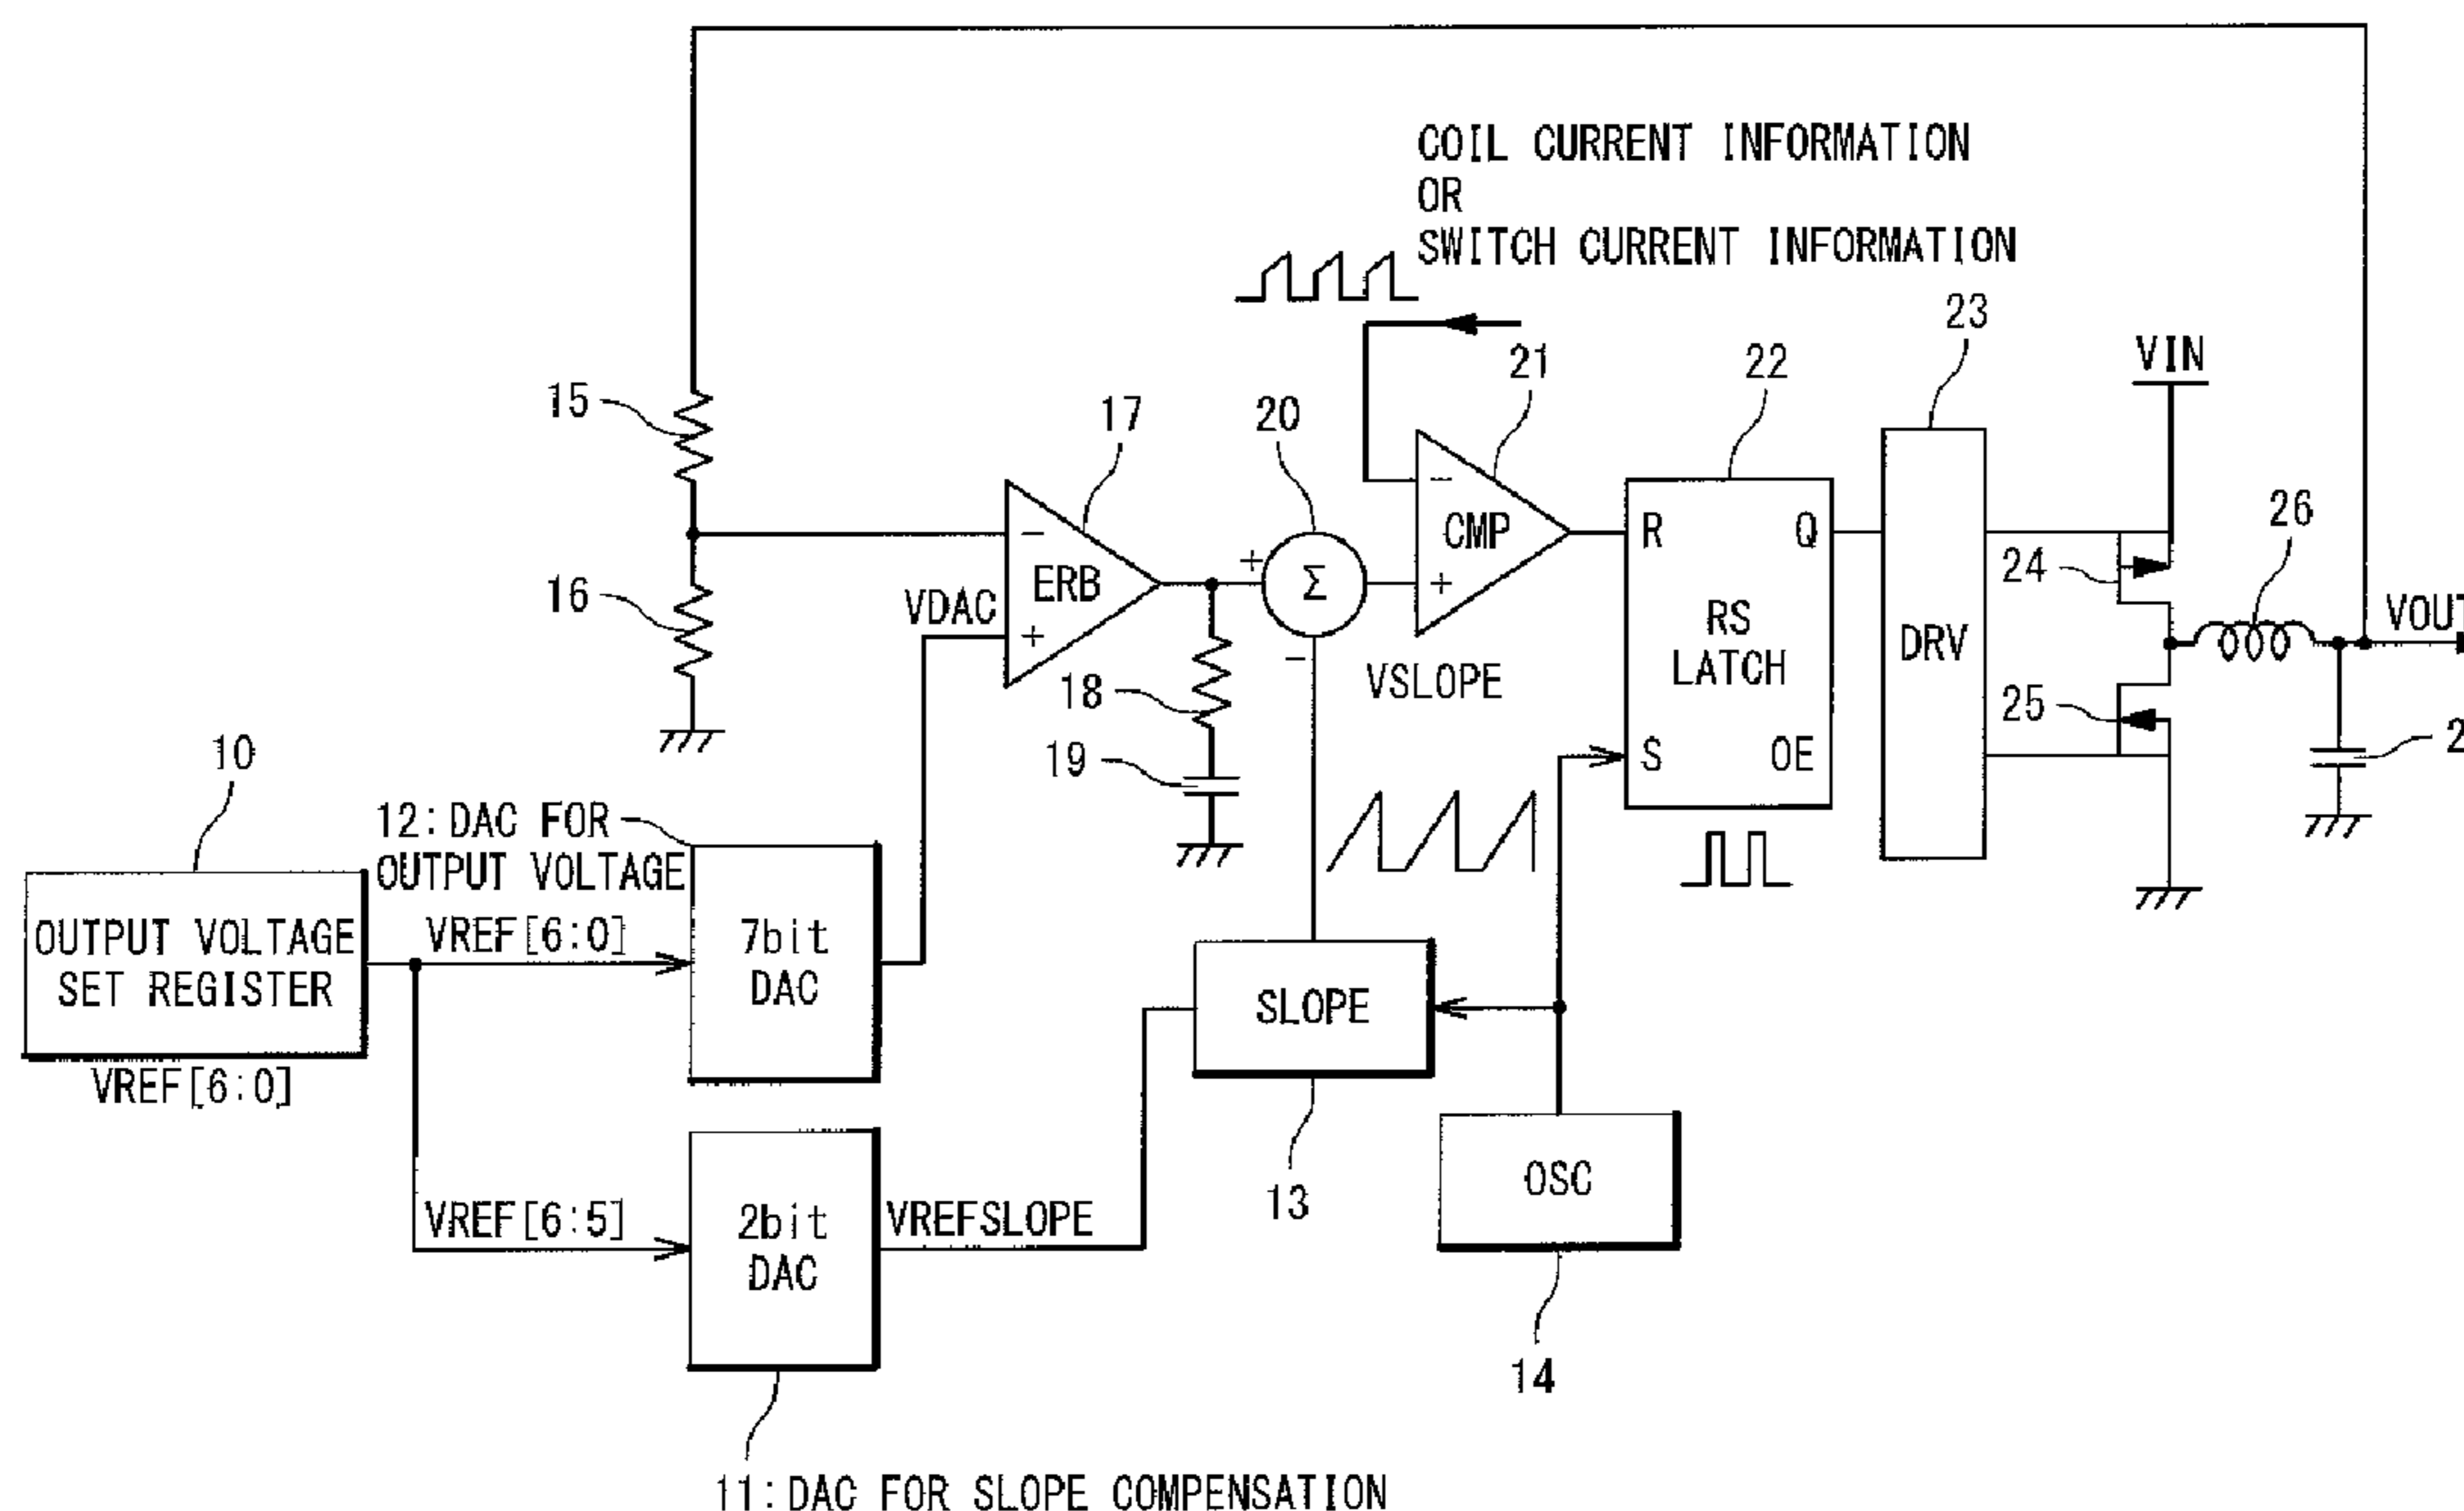 COIL CURRENT INFORMATION
OR
SWITCH CURRENT INFORMATION
23
VIN
21
22
15
17
20
26
-
-
R
Q
CMP
+
24
16
ERB
Σ
VDAC
+
+
RS
LATCH
DRV
VOUT
-
18
VSLOPE
25
10
19
S
OE
2
12:DAC FOR
OUTPUT VOLTAGE
OUTPUT VOLTAGE
SET REGISTER
VREF[6:0]
7bit
DAC
SLOPE
VREF[6:0]
VREF[6:5]
2bit
DAC
VREFSLOPE
13
OSC
14
11:DAC FOR SLOPE COMPENSATION